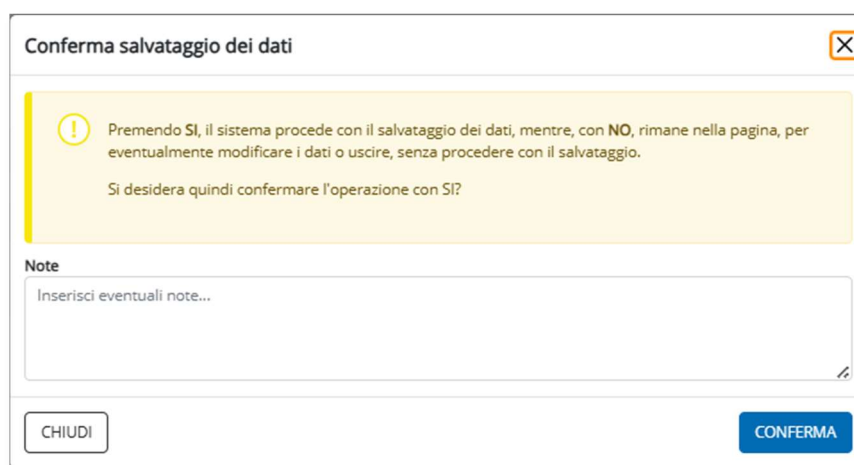 Conferma salvataggio dei dati
Premendo SI, il sistema procede con il salvataggio dei dati, mentre, con NO, rimane nella pagina, per
eventualmente modificare i dati o uscire, senza procedere con il salvataggio.
Si desidera quindi confermare l'operazione con SI?
Note
Inserisci eventuali note...
CHIUDI
CONFERMA